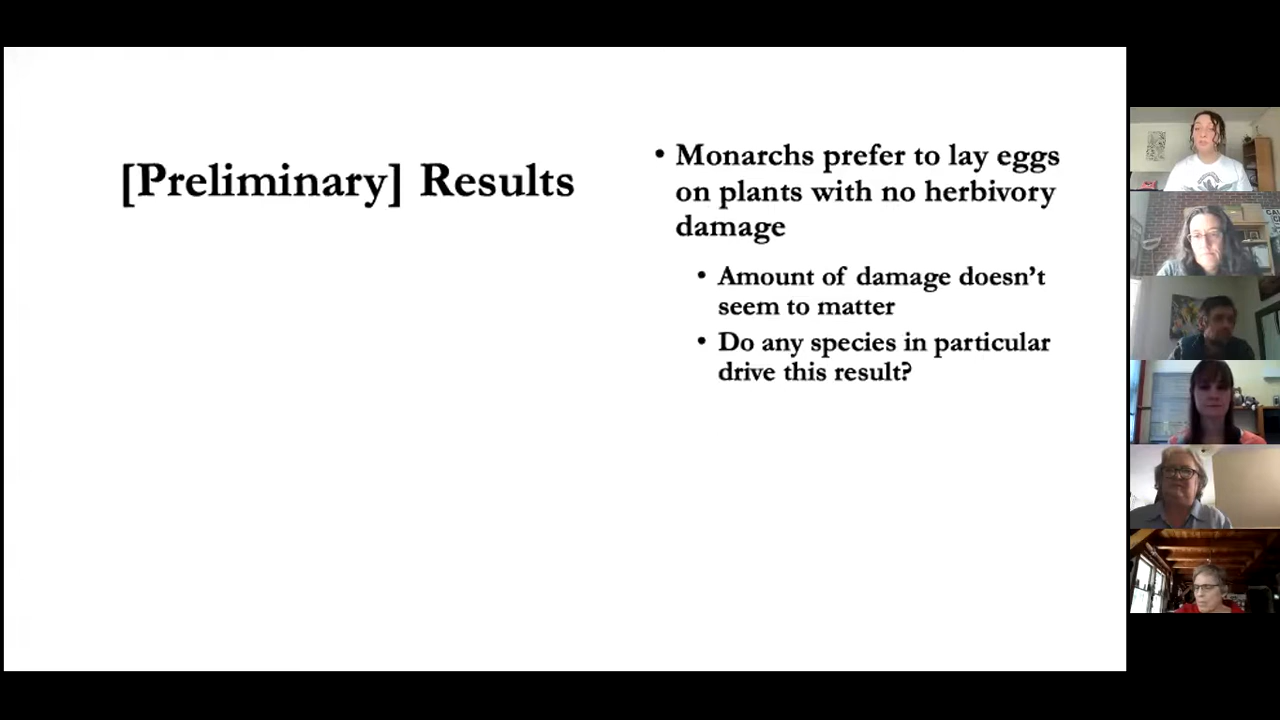 [Preliminary] Results
• Monarchs prefer to lay eggs
on plants with no herbivory
damage
• Amount of damage doesn’t
seem to matter
• Do any species in particular
drive this result?